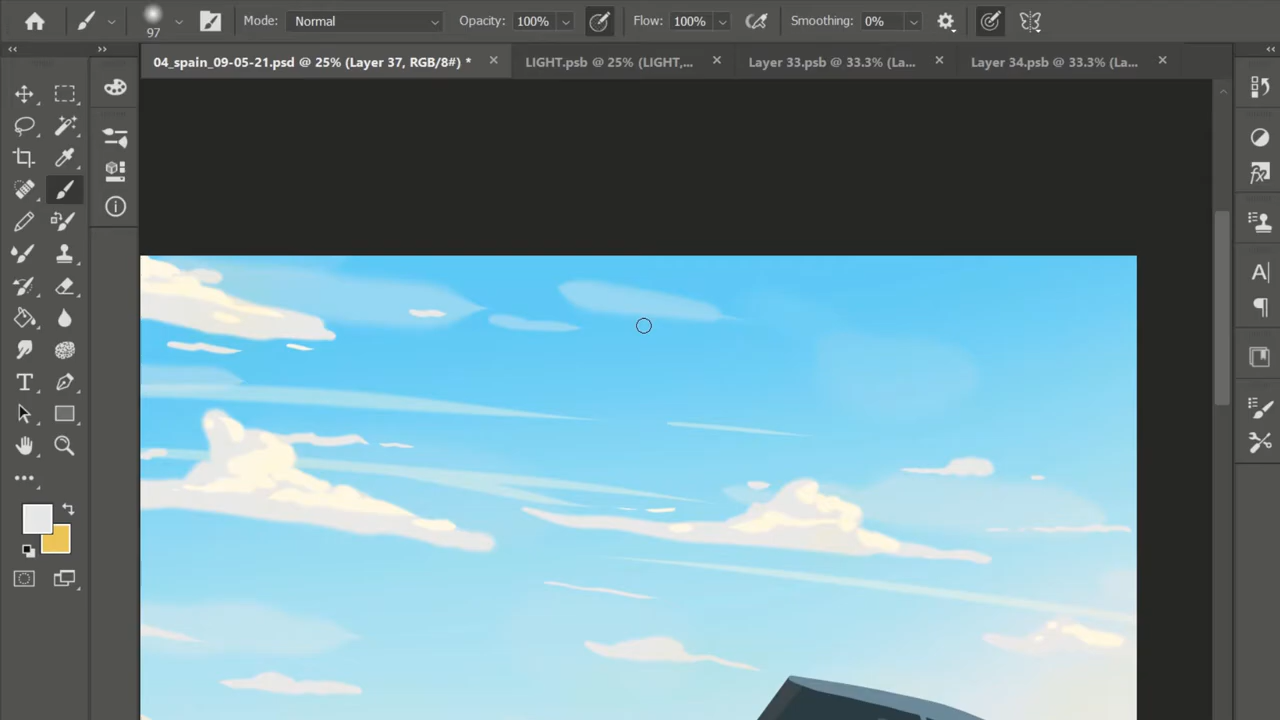 Mode: Normal Opacity: 100% Flow: 100% Smoothing: 0%
97
04_spain_09-05-21.psd @ 25% (Layer 37, RGB/8#) * LIGHT.psb @ 25% (LIGHT,... Layer 33.psb @ 33.3% (La... Layer 34.psb @ 33.3% (La...